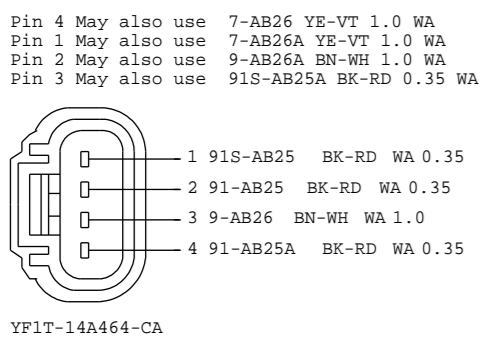 Pin 4 May also use 7-AB26 YE-VT 1.0 WA
Pin 1 May also use 7-AB26A YE-VT 1.0 WA
Pin 2 May also use 9-AB26A BN-WH 1.0 WA
Pin 3 May also use 91S-AB25A BK-RD 0.35 WA
1 91S-AB25 BK-RD WA 0.35
2 91-AB25 BK-RD WA 0.35
3 9-AB26 BN-WH WA 1.0
4 91-AB25A BK-RD WA 0.35
YF1T-14A464-CA